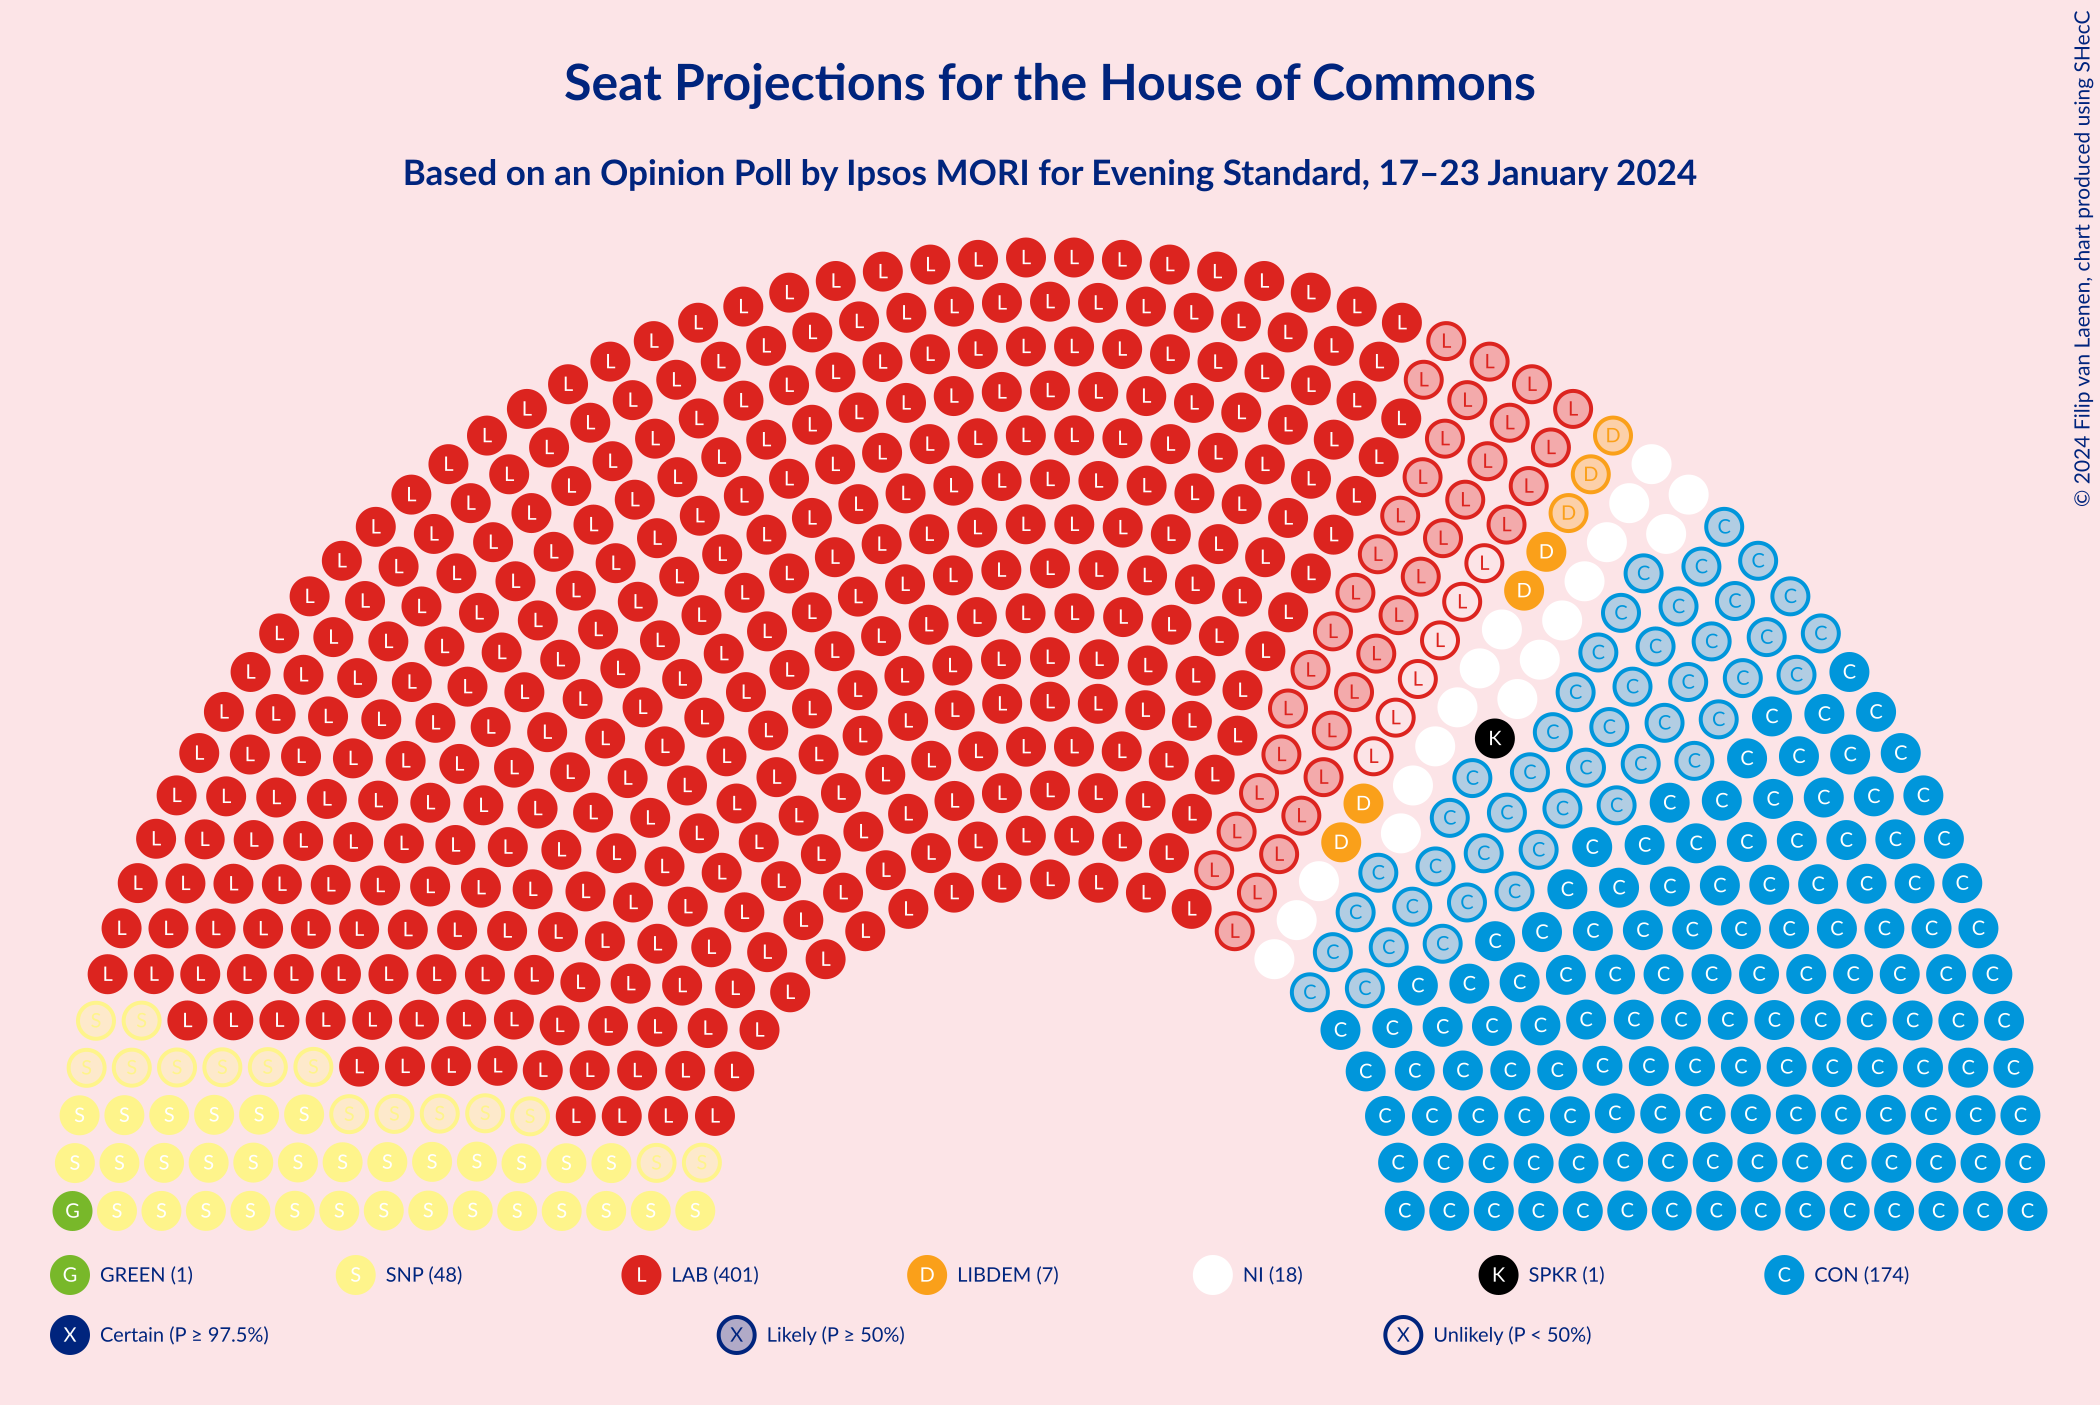 Seat Projections for the House of Commons
Based on an Opinion Poll by Ipsos MORI for Evening Standard, 17–23 January 2024
© 2024 Filip van Laenen, chart produced using SHecC
G GREEN (1) S SNP (48) L LAB (401) D LIBDEM (7) NI (18) K SPKR (1) C CON (174)
X Certain (P ≥ 97.5%) X Likely (P ≥ 50%) X Unlikely (P < 50%)